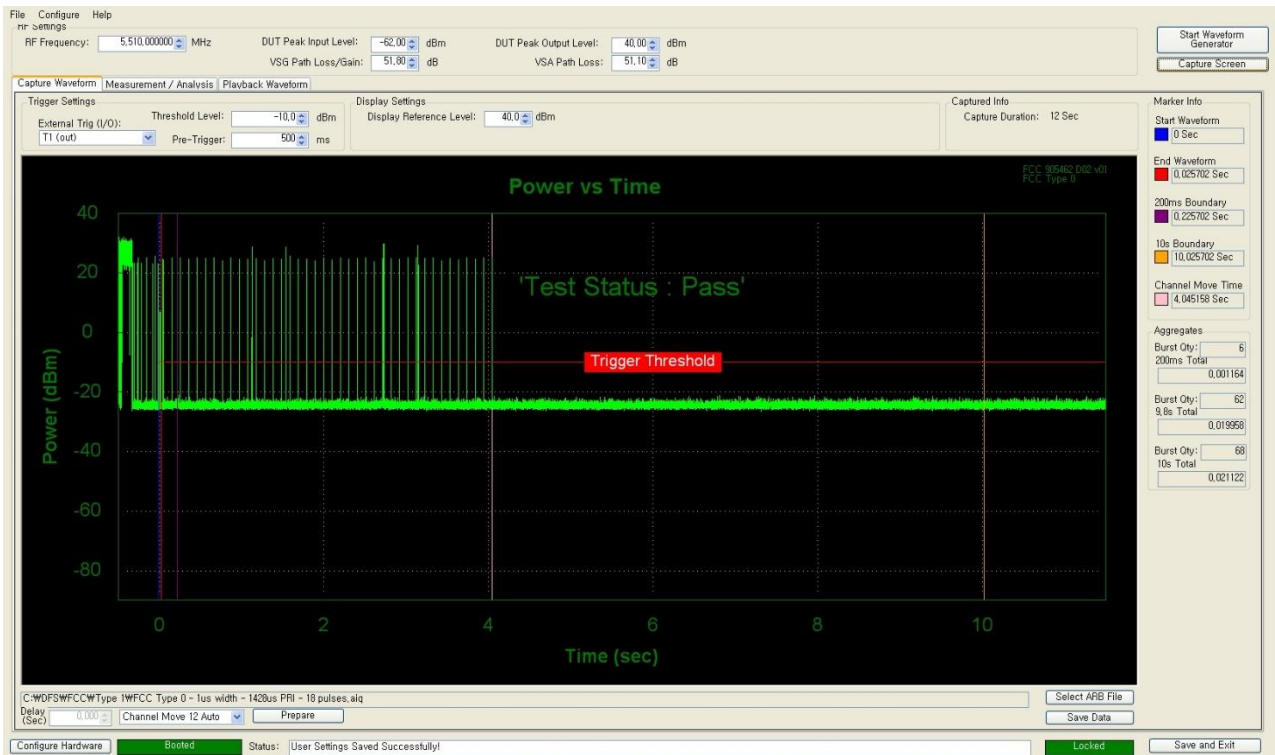 File Configure Help
RF Settings
RF Frequency: 5,510,000000 MHz
DUT Peak Input Level: -62,00 dBm
DUT Peak Output Level: 40,00 dBm
VSG Path Loss/Gain: 51,80 dB
VSA Path Loss: 51,10 dB
Start Waveform Generator
Capture Screen
Capture Waveform Measurement / Analysis Playback Waveform
Trigger Settings
External Trig (I/O):
T1 (out)
Threshold Level: -10,0 dBm
Pre-Trigger: 500 ms
Display Settings
Display Reference Level: 40,0 dBm
Captured Info
Capture Duration: 12 Sec
Marker Info
Start Waveform
0 Sec
End Waveform
0,025702 Sec
200ms Boundary
0,225702 Sec
10s Boundary
10,025702 Sec
Channel Move Time
4,045158 Sec
Aggregates
Burst Qty: 6
200ms Total
0,001164
Burst Qty: 62
9,8s Total
0,019958
Burst Qty: 68
10s Total
0,021122
FCC 905462 D02 v01
FCC Type 0
Power vs Time
'Test Status : Pass'
Trigger Threshold
Power (dBm)
40
20
0
-20
-40
-60
-80
0 2 4 6 8 10
Time (sec)
C:₩DFS₩FCC₩Type 1₩FCC Type 0 - 1us width - 1428us PRI - 18 pulses.aiq
Select ARB File
Delay (Sec) 0,000
Channel Move 12 Auto
Prepare
Save Data
Configure Hardware
Booted
Status: User Settings Saved Successfully!
Locked
Save and Exit